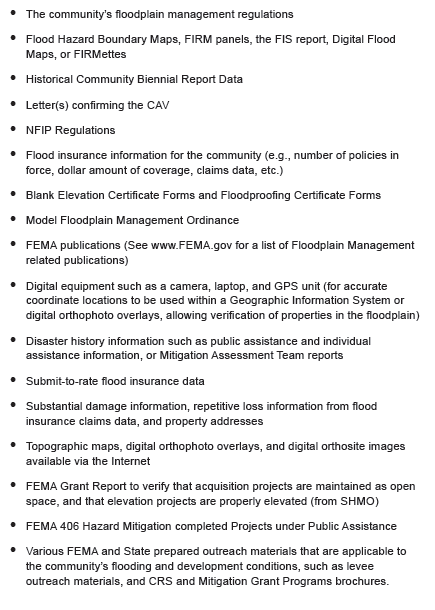 • The community's floodplain management regulations
• Flood Hazard Boundary Maps, FIRM panels, the FIS report, Digital Flood
Maps, or FIRMettes
• Historical Community Biennial Report Data
• Letter(s) confirming the CAV
• NFIP Regulations
• Flood insurance information for the community (e.g., number of policies in
force, dollar amount of coverage, claims data, etc.)
• Blank Elevation Certificate Forms and Floodproofing Certificate Forms
• Model Floodplain Management Ordinance
• FEMA publications (See www.FEMA.gov for a list of Floodplain Management
related publications)
• Digital equipment such as a camera, laptop, and GPS unit (for accurate
coordinate locations to be used within a Geographic Information System or
digital orthophoto overlays, allowing verification of properties in the floodplain)
• Disaster history information such as public assistance and individual
assistance information, or Mitigation Assessment Team reports
• Submit-to-rate flood insurance data
• Substantial damage information, repetitive loss information from flood
insurance claims data, and property addresses
• Topographic maps, digital orthophoto overlays, and digital orthosite images
available via the Internet
• FEMA Grant Report to verify that acquisition projects are maintained as open
space, and that elevation projects are properly elevated (from SHMO)
• FEMA 406 Hazard Mitigation completed Projects under Public Assistance
• Various FEMA and State prepared outreach materials that are applicable to
the community's flooding and development conditions, such as levee
outreach materials, and CRS and Mitigation Grant Programs brochures.